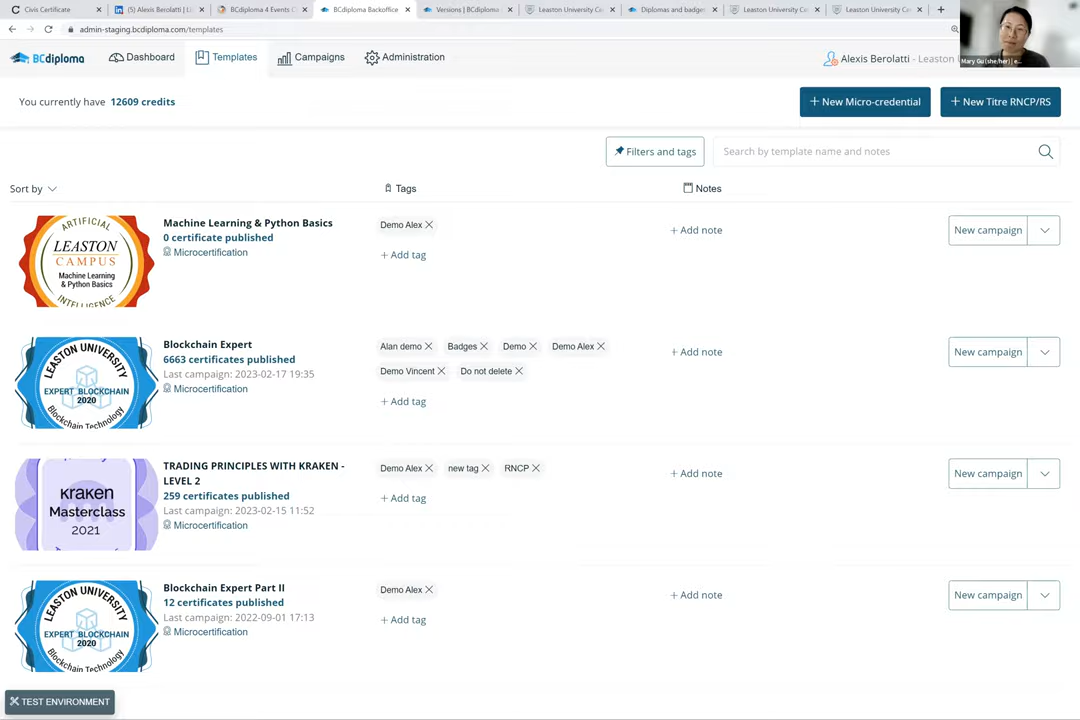 Civis Certificate
(5) Alexis Berolatti | Li
BCdiploma 4 Events C
BCdiploma Backoffice
Versions | BCdiploma
Leaston University Ce
Diplomas and badge
Leaston University Ce
Leaston University Ce
admin-staging.bcdiploma.com/templates
Mary Gu (she/her) | e...
BCdiploma
Dashboard
Templates
Campaigns
Administration
Alexis Berolatti - Leaston
You currently have 12609 credits
+ New Micro-credential
+ New Titre RNCP/RS
Filters and tags
Search by template name and notes
Sort by
Tags
Notes
ARTIFICIAL
LEASTON
CAMPUS
Machine Learning
& Python Basics
INTELLIGENCE
Machine Learning & Python Basics
0 certificate published
Microcertification
Demo Alex
+ Add tag
+ Add note
New campaign
LEASTON UNIVERSITY
EXPERT BLOCKCHAIN
2020
Blockchain Technology
Blockchain Expert
6663 certificates published
Last campaign: 2023-02-17 19:35
Microcertification
Alan demo
Badges
Demo
Demo Alex
Demo Vincent
Do not delete
+ Add tag
+ Add note
New campaign
kraken
Masterclass
2021
TRADING PRINCIPLES WITH KRAKEN -
LEVEL 2
259 certificates published
Last campaign: 2023-02-15 11:52
Microcertification
Demo Alex
new tag
RNCP
+ Add tag
+ Add note
New campaign
LEASTON UNIVERSITY
EXPERT BLOCKCHAIN
2020
Blockchain Technology
Blockchain Expert Part II
12 certificates published
Last campaign: 2022-09-01 17:13
Microcertification
Demo Alex
+ Add tag
+ Add note
New campaign
TEST ENVIRONMENT